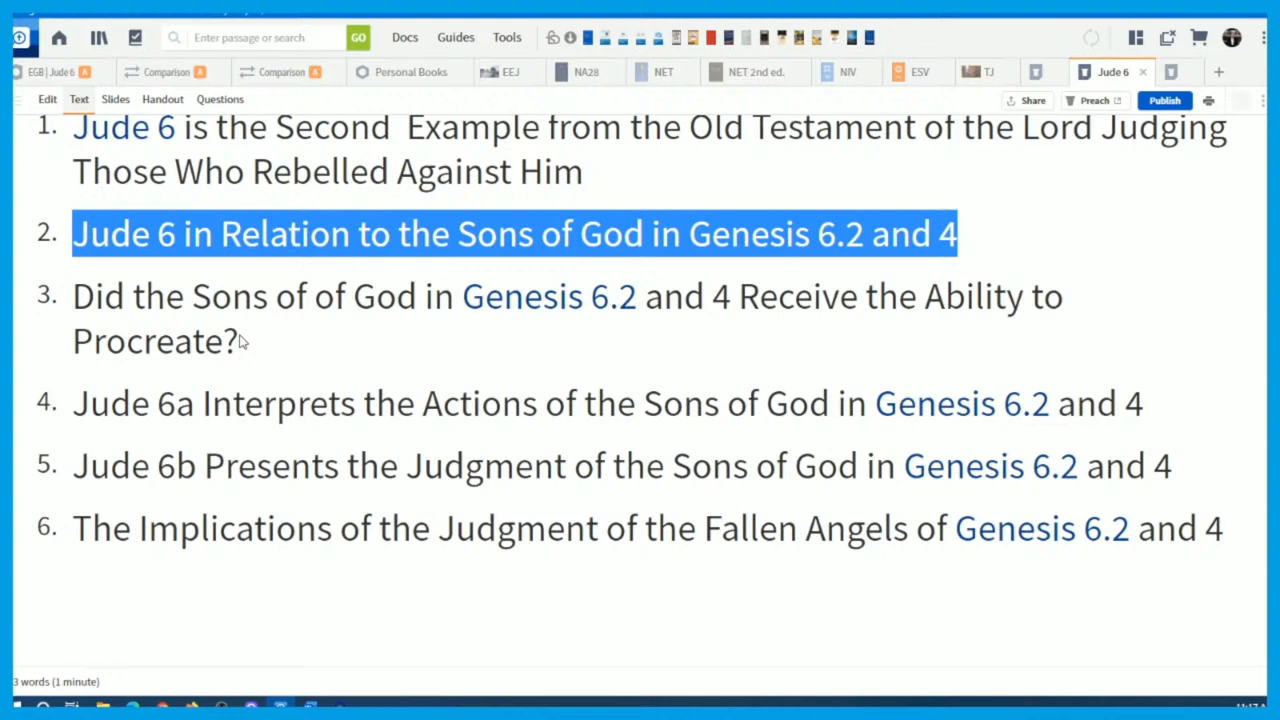 Enter passage or search GO Docs Guides Tools
EGB | Jude 6 A Comparison A Comparison A Personal Books EEJ NA28 NET NET 2nd ed. NIV ESV TJ Jude 6 × +
Edit Text Slides Handout Questions Share Preach Publish
1. Jude 6 is the Second Example from the Old Testament of the Lord Judging
Those Who Rebelled Against Him
2. Jude 6 in Relation to the Sons of God in Genesis 6.2 and 4
3. Did the Sons of of God in Genesis 6.2 and 4 Receive the Ability to
Procreate?
4. Jude 6a Interprets the Actions of the Sons of God in Genesis 6.2 and 4
5. Jude 6b Presents the Judgment of the Sons of God in Genesis 6.2 and 4
6. The Implications of the Judgment of the Fallen Angels of Genesis 6.2 and 4
3 words (1 minute)